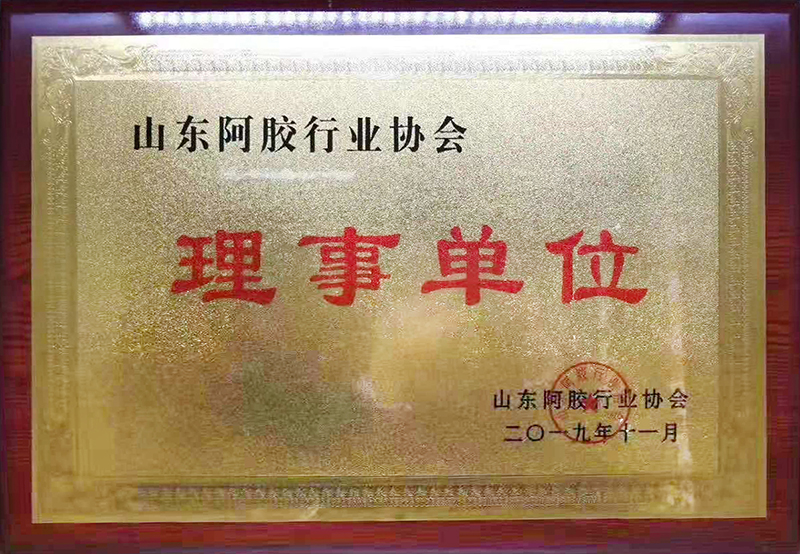 山东阿胶行业协会
理事单位
山东阿胶行业协会
二〇一九年十一月